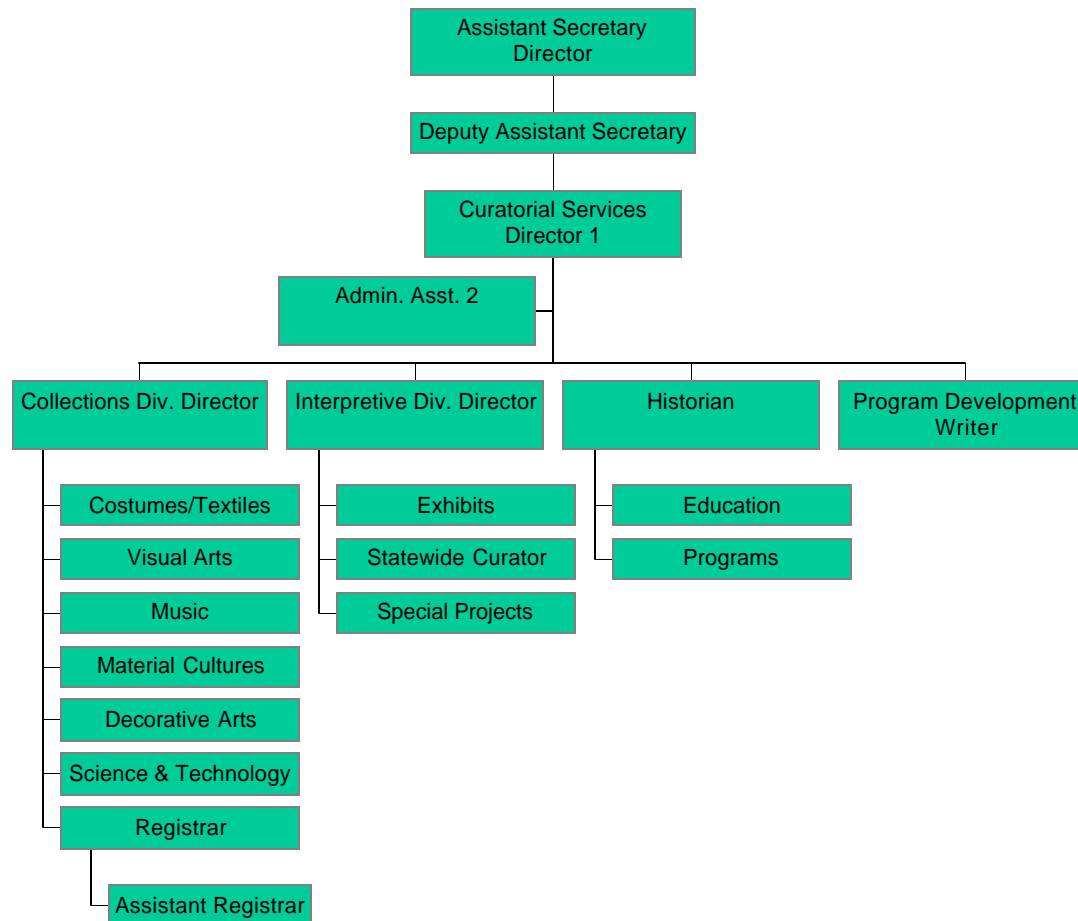 Assistant Secretary
Director
Deputy Assistant Secretary
Curatorial Services
Director 1
Admin. Asst. 2
Collections Div. Director
Interpretive Div. Director
Historian
Program Development
Writer
Costumes/Textiles
Visual Arts
Music
Material Cultures
Decorative Arts
Science & Technology
Registrar
Assistant Registrar
Exhibits
Statewide Curator
Special Projects
Education
Programs